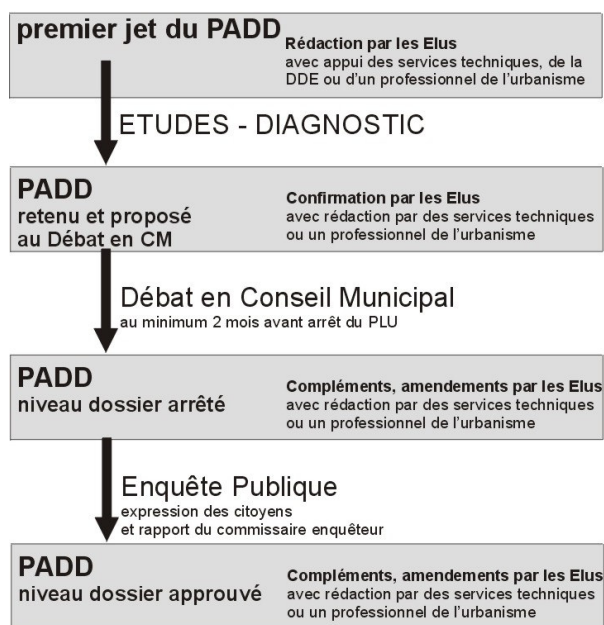 premier jet du PADD
Rédaction par les Elus
avec appui des services techniques, de la
DDE ou d'un professionnel de l'urbanisme
ETUDES - DIAGNOSTIC
PADD
retenu et proposé
au Débat en CM
Confirmation par les Elus
avec rédaction par des services techniques
ou un professionnel de l'urbanisme
Débat en Conseil Municipal
au minimum 2 mois avant arrêt du PLU
PADD
niveau dossier arrêté
Compléments, amendements par les Elus
avec rédaction par des services techniques
ou un professionnel de l'urbanisme
Enquête Publique
expression des citoyens
et rapport du commissaire enquêteur
PADD
niveau dossier approuvé
Compléments, amendements par les Elus
avec rédaction par des services techniques
ou un professionnel de l'urbanisme